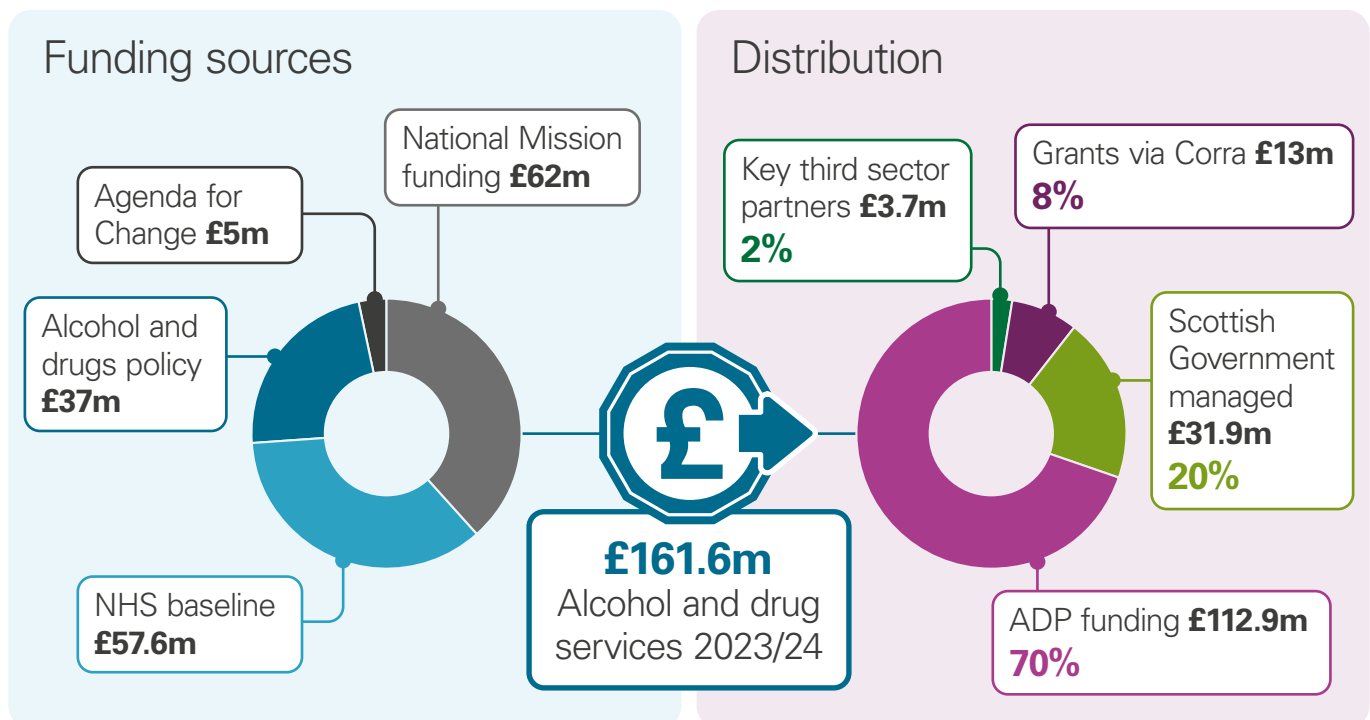 Funding sources
National Mission
funding £62m
Agenda for
Change £5m
Alcohol and
drugs policy
£37m
NHS baseline
£57.6m
£
£161.6m
Alcohol and drug
services 2023/24
Distribution
Key third sector
partners £3.7m
2%
Grants via Corra £13m
8%
Scottish
Government
managed
£31.9m
20%
ADP funding £112.9m
70%